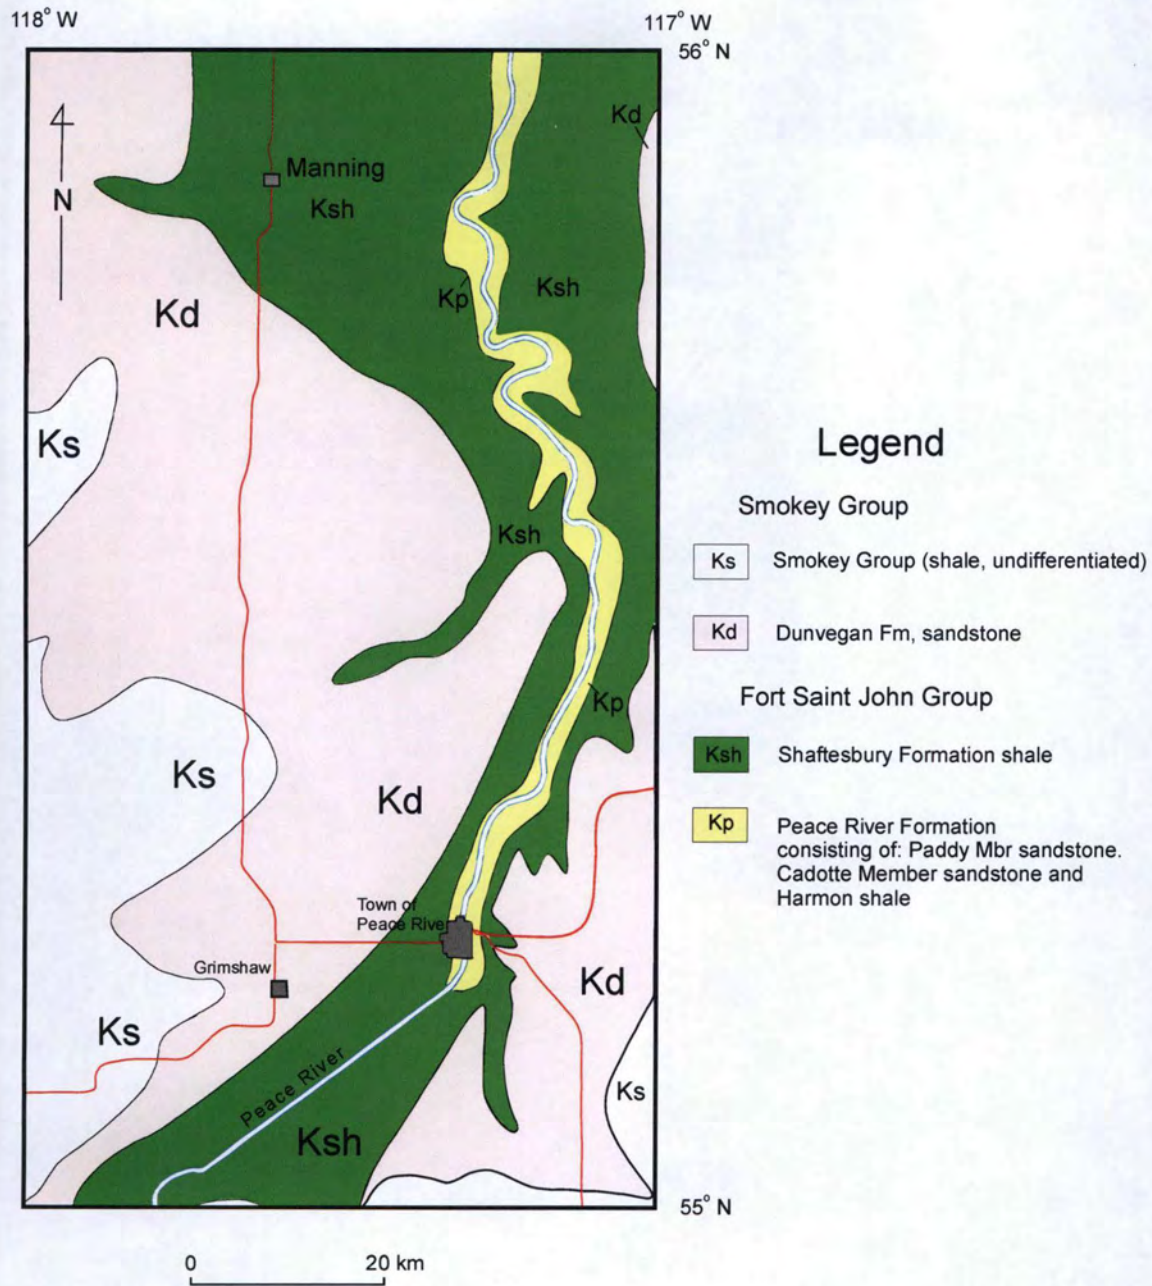 118° W
117° W
56° N
Kd
Manning
N
Ksh
Ksh
Kp
Kd
Ks
Ksh
Kp
Ks
Kd
Town of
Peace River
Grimshaw
Kd
Ks
Ks
Peace River
Ksh
55° N
0 20 km
Legend
Smokey Group
Ks Smokey Group (shale, undifferentiated)
Kd Dunvegan Fm, sandstone
Fort Saint John Group
Ksh Shaftesbury Formation shale
Kp Peace River Formation
consisting of: Paddy Mbr sandstone.
Cadotte Member sandstone and
Harmon shale